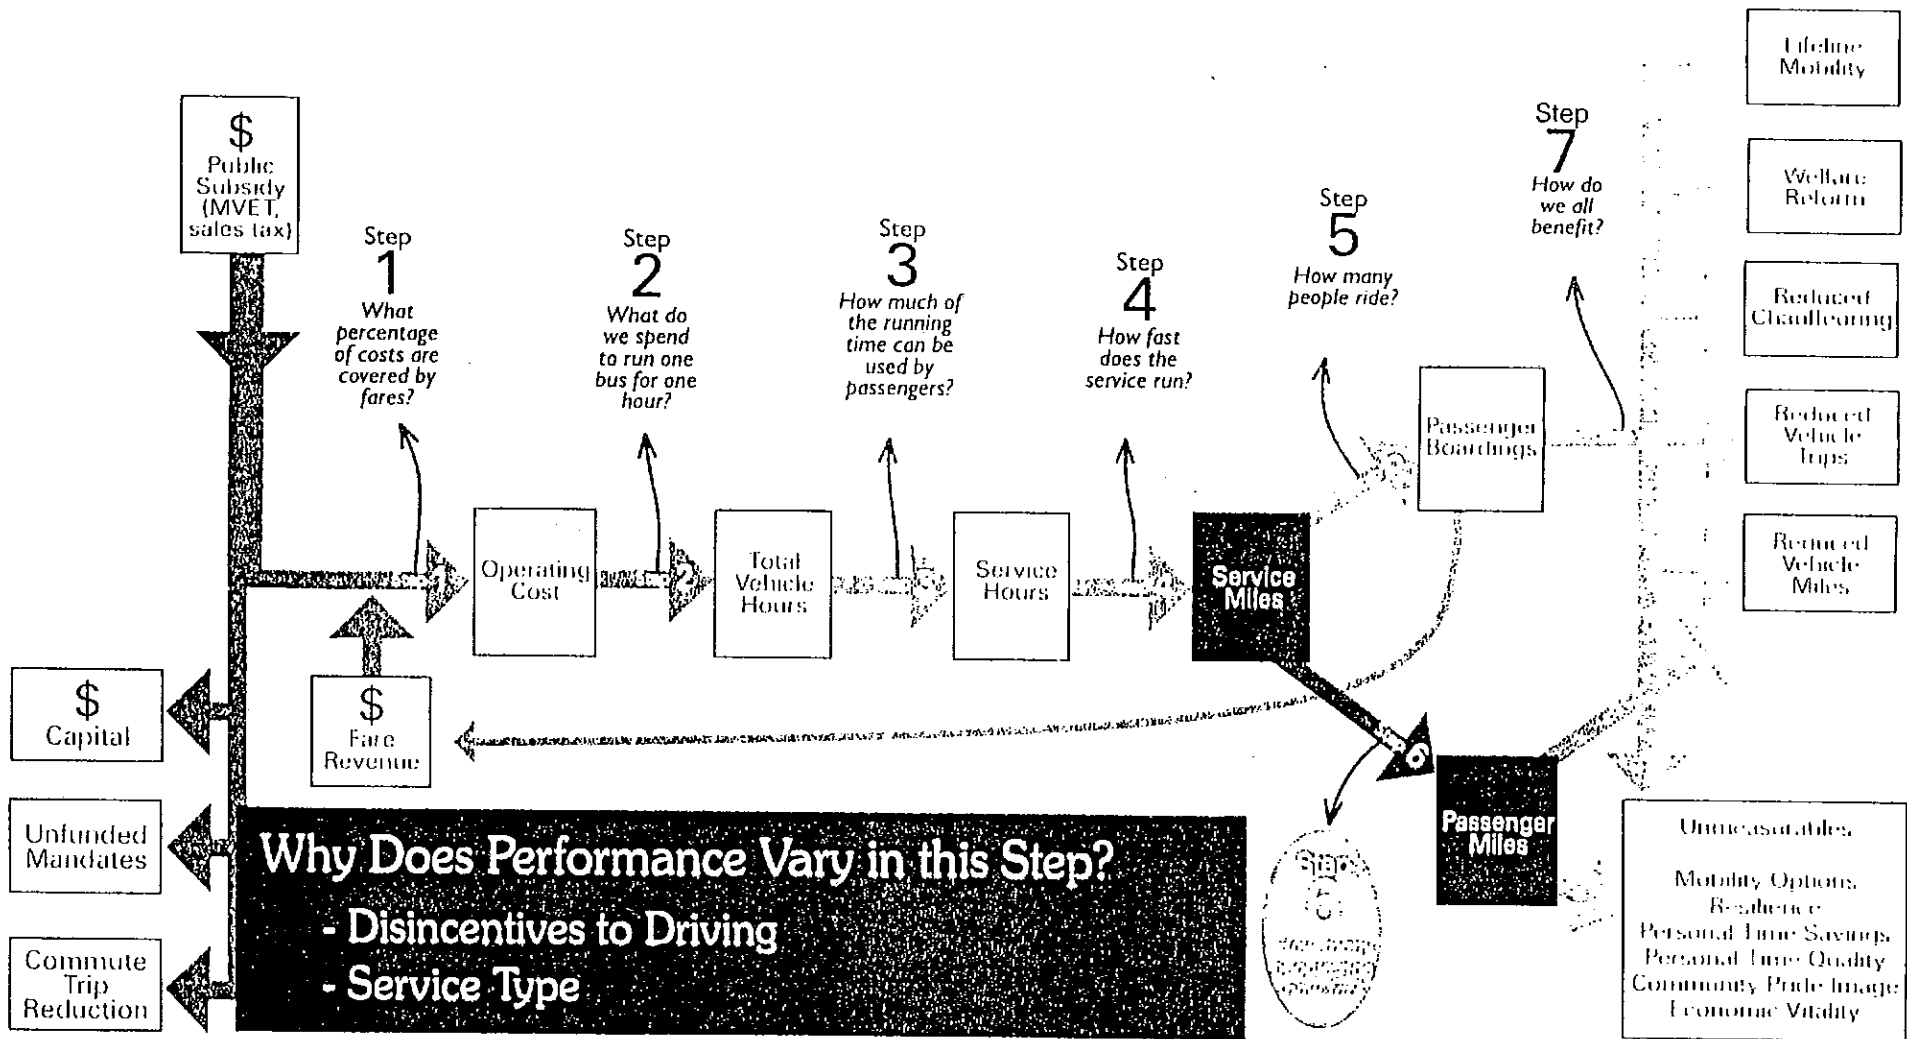 $
Public
Subsidy
(MVET,
sales tax)
Step
1
What
percentage
of costs are
covered by
fares?
Step
2
What do
we spend
to run one
bus for one
hour?
Step
3
How much of
the running
time can be
used by
passengers?
Step
4
How fast
does the
service run?
Step
5
How many
people ride?
Step
7
How do
we all
benefit?
Lifeline
Mobility
Welfare
Reform
Reduced
Chauffeuring
Reduced
Vehicle
Trips
Reduced
Vehicle
Miles
Passenger
Boardings
1
Operating
Cost
2
Total
Vehicle
Hours
3
Service
Hours
4
Service
Miles
$
Fare
Revenue
$
Capital
Unfunded
Mandates
Commute
Trip
Reduction
6
Passenger
Miles
Step
6
Why Does Performance Vary in this Step?
- Disincentives to Driving
- Service Type
Unmeasurables
Mobility Options
Resilience
Personal Time Savings
Personal Time Quality
Community Pride Image
Economic Vitality